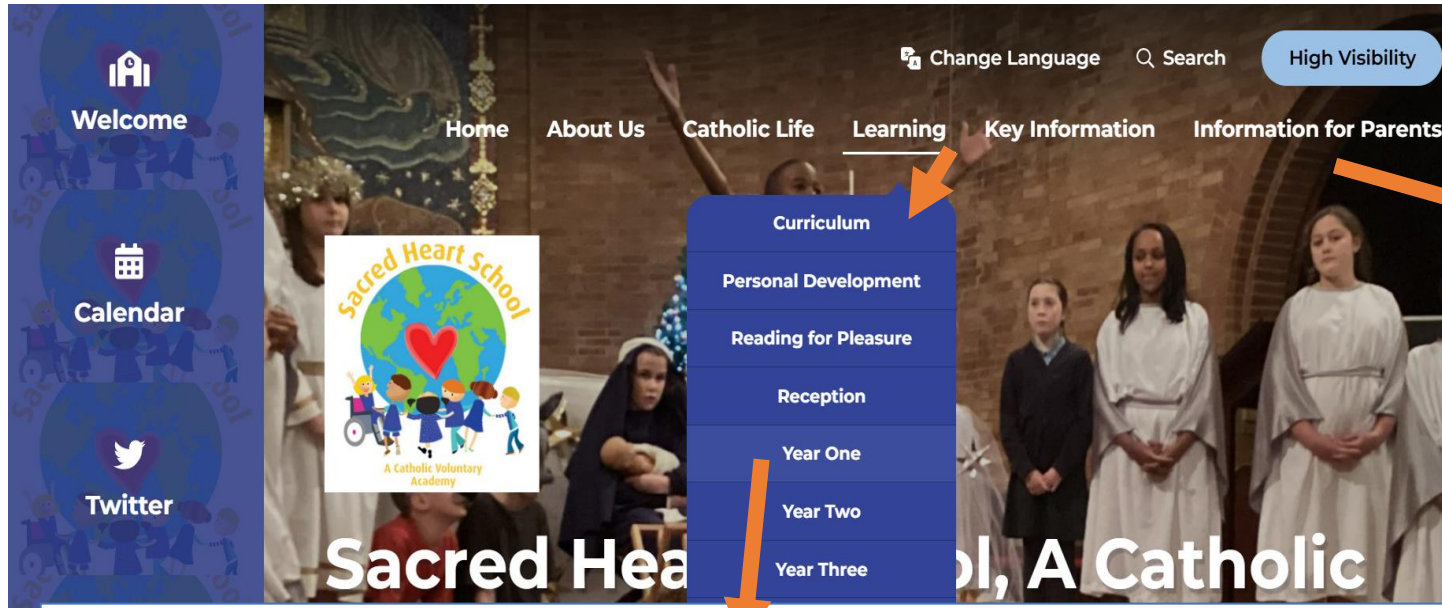 Welcome
Calendar
Twitter
Change Language
Search
High Visibility
Home
About Us
Catholic Life
Learning
Key Information
Information for Parents
Curriculum
Personal Development
Reading for Pleasure
Reception
Year One
Year Two
Year Three
Sacred Heart School
A Catholic Voluntary
Academy
Sacred Hea ol, A Catholic